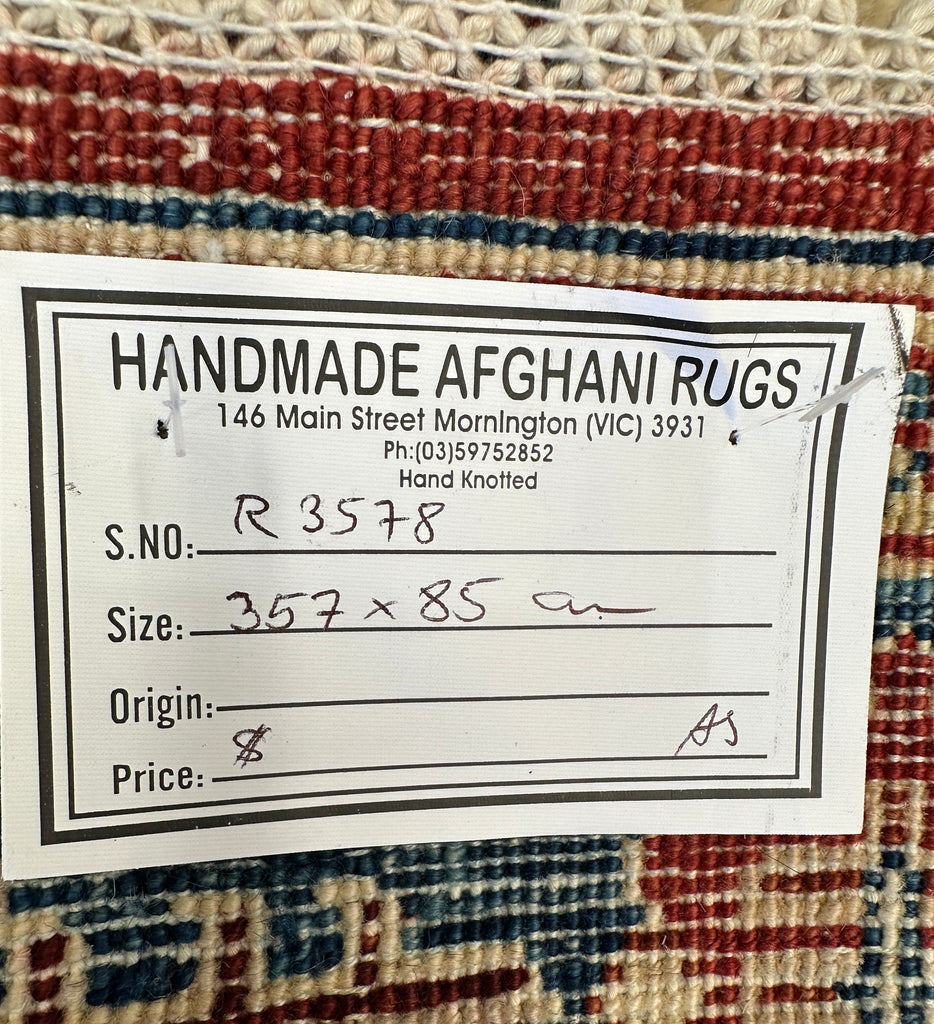 HANDMADE AFGHANI RUGS
146 Main Street Mornington (VIC) 3931
Ph:(03)59752852
Hand Knotted
S.NO: R 3578
Size: 357 x 85 cm
Origin:
Price: $ AS